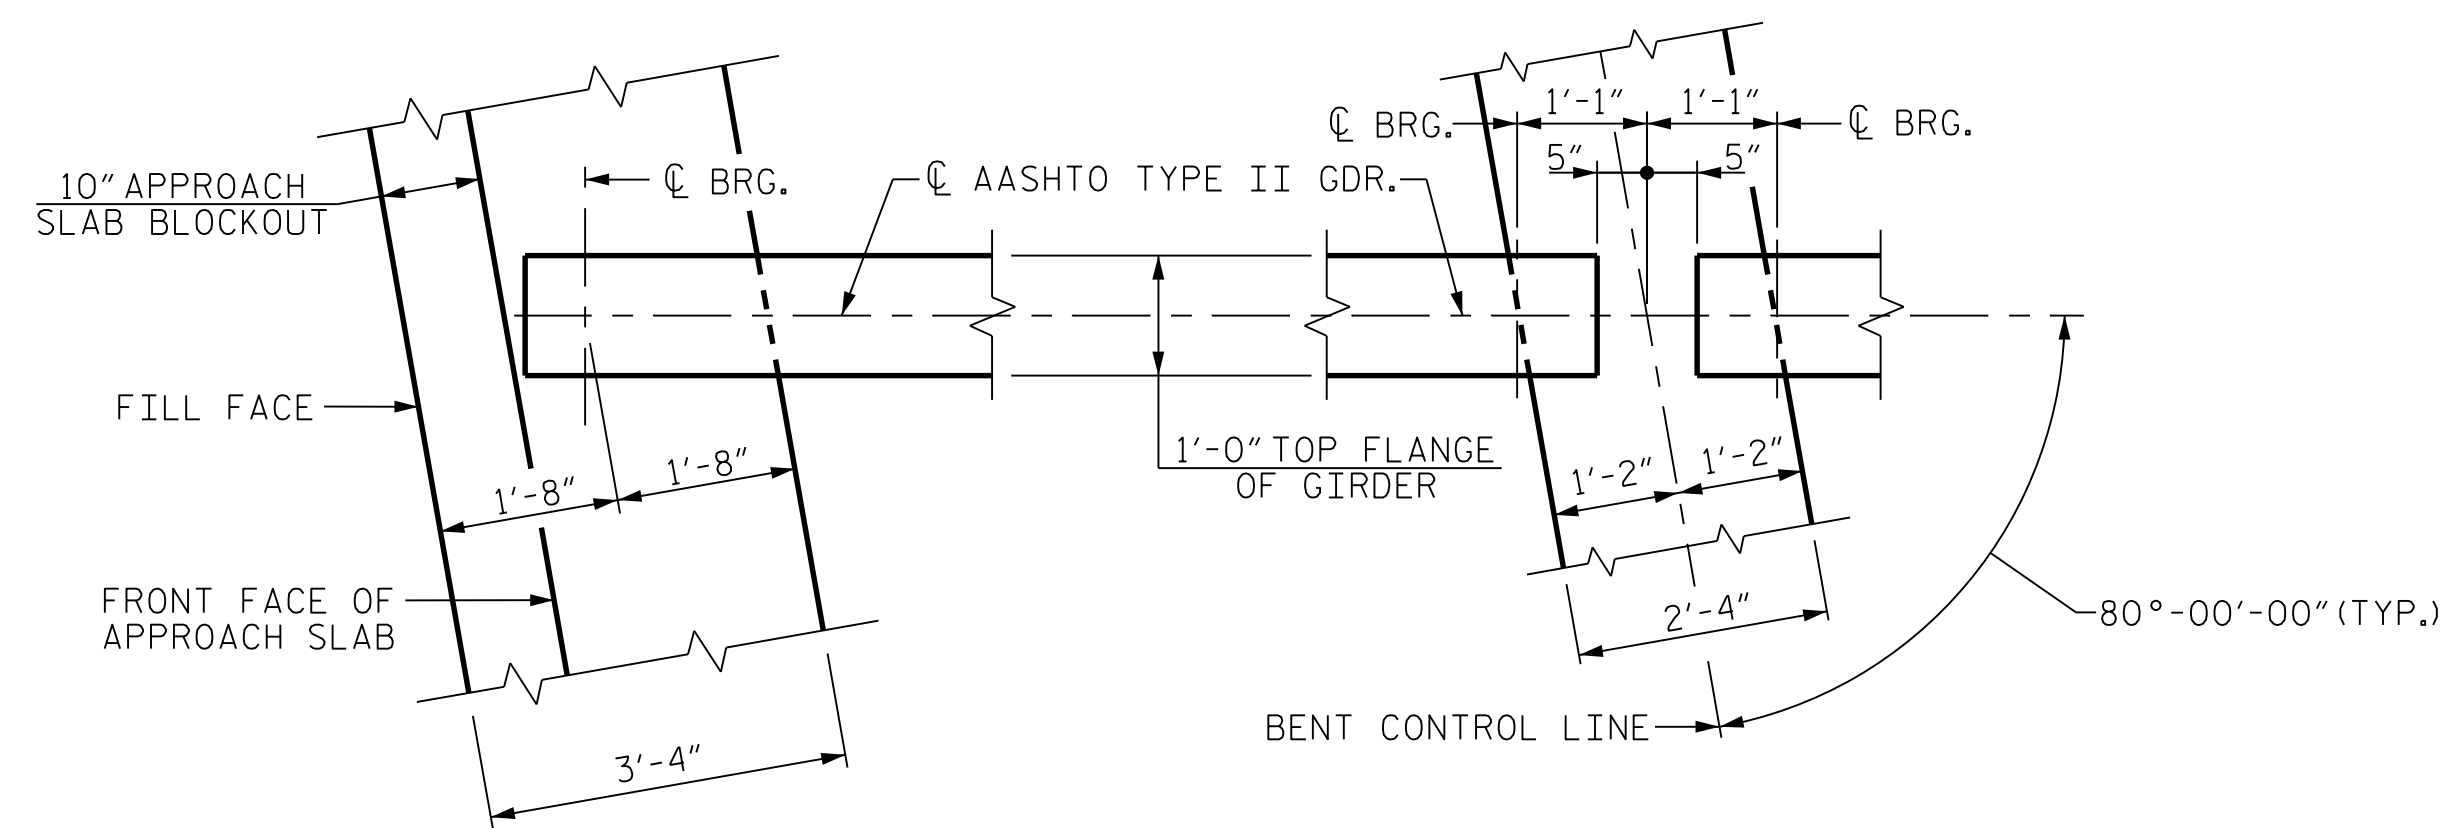 1'-1" 1'-1"
℄ BRG. ℄ BRG.
5" 5"
10" APPROACH
SLAB BLOCKOUT
℄ BRG.
℄ AASHTO TYPE II GDR.
FILL FACE
1'-8" 1'-8"
1'-0" TOP FLANGE
OF GIRDER
1'-2" 1'-2"
FRONT FACE OF
APPROACH SLAB
2'-4"
80°-00'-00" (TYP.)
BENT CONTROL LINE
3'-4"